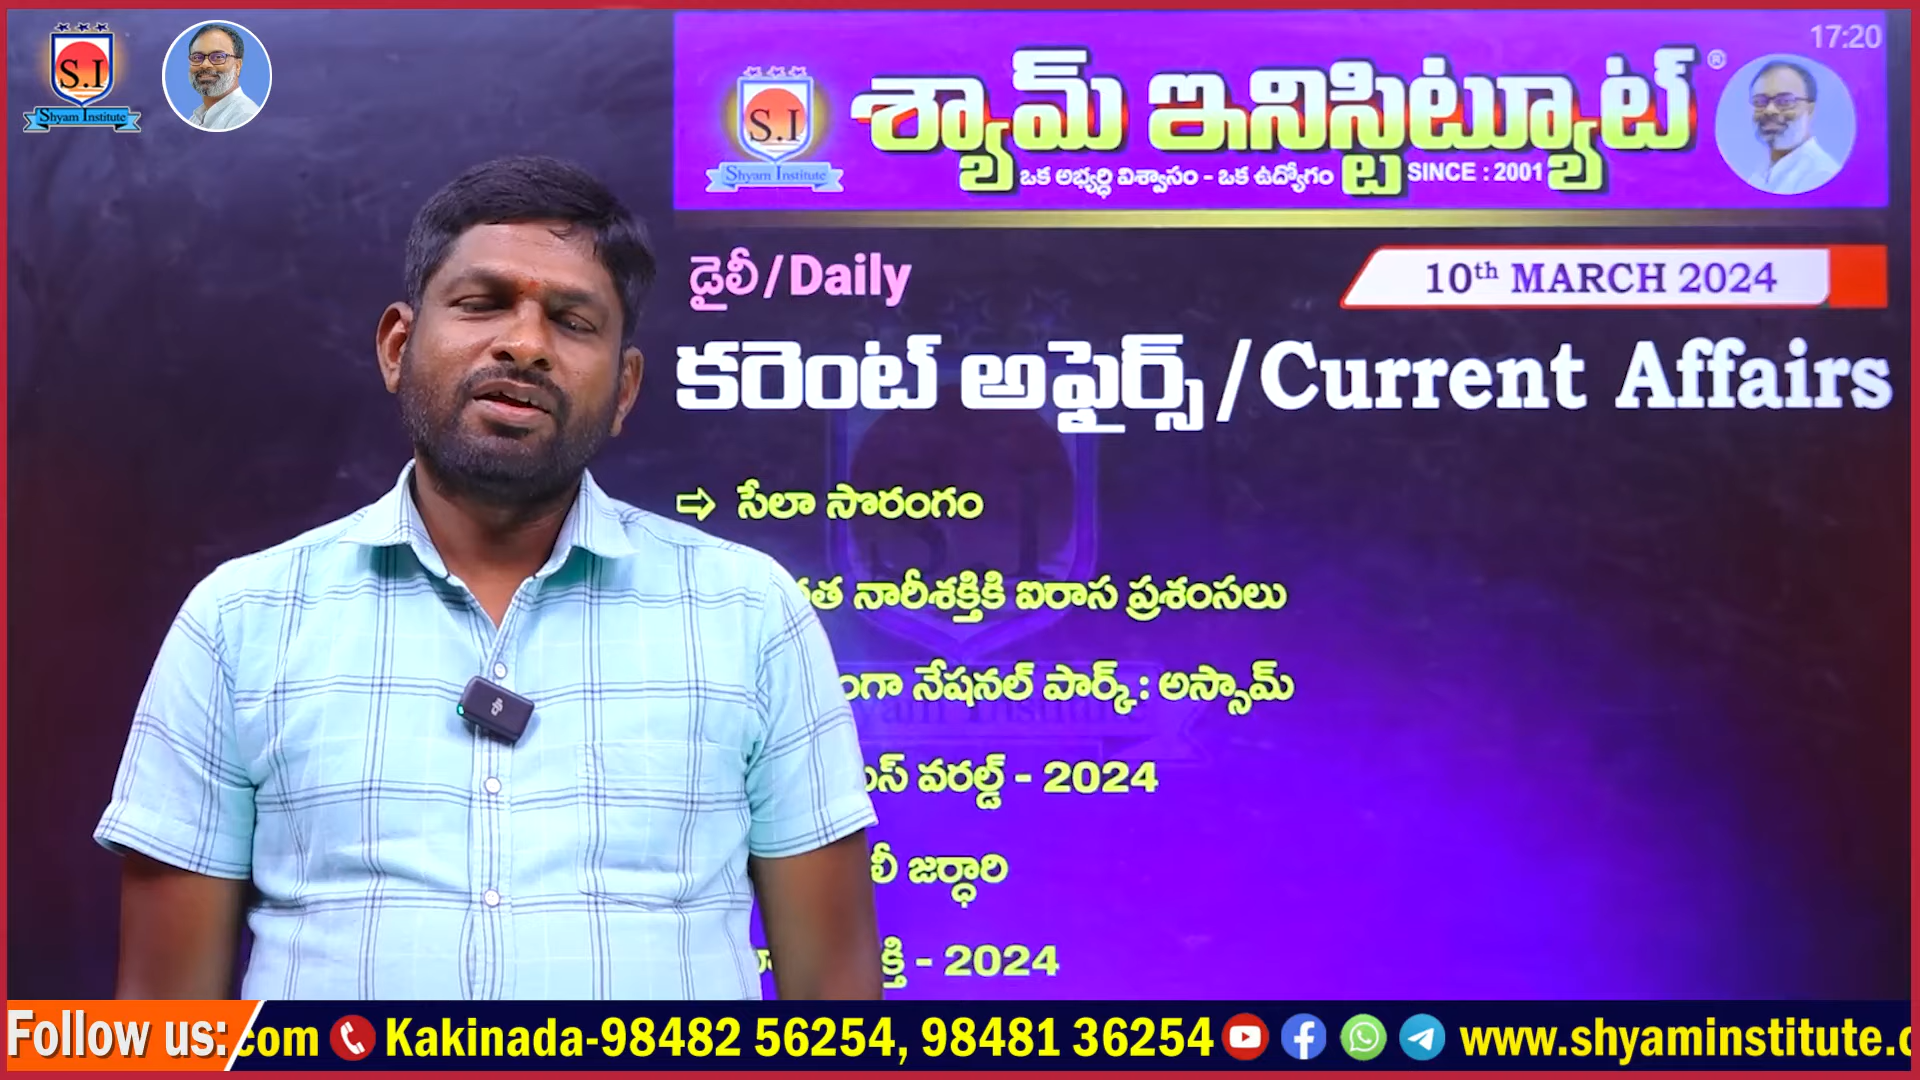 S.I
Shyam Institute
17:20
S.I
Shyam Institute
శ్యామ్ ఇనిస్టిట్యూట్ ®
ఒక అభ్యర్థి విశ్వాసం - ఒక ఉద్యోగం
SINCE : 2001
డైలీ/Daily
10th MARCH 2024
కరెంట్ అఫైర్స్/Current Affairs
⇨ సేలా సొరంగం
నారీశక్తికి ఐరాస ప్రశంసలు
నేషనల్ పార్క్: అస్సామ్
వరల్డ్ - 2024
జర్ధారి
- 2024
Follow us:
.com Kakinada-98482 56254, 98481 36254 www.shyaminstitute.c